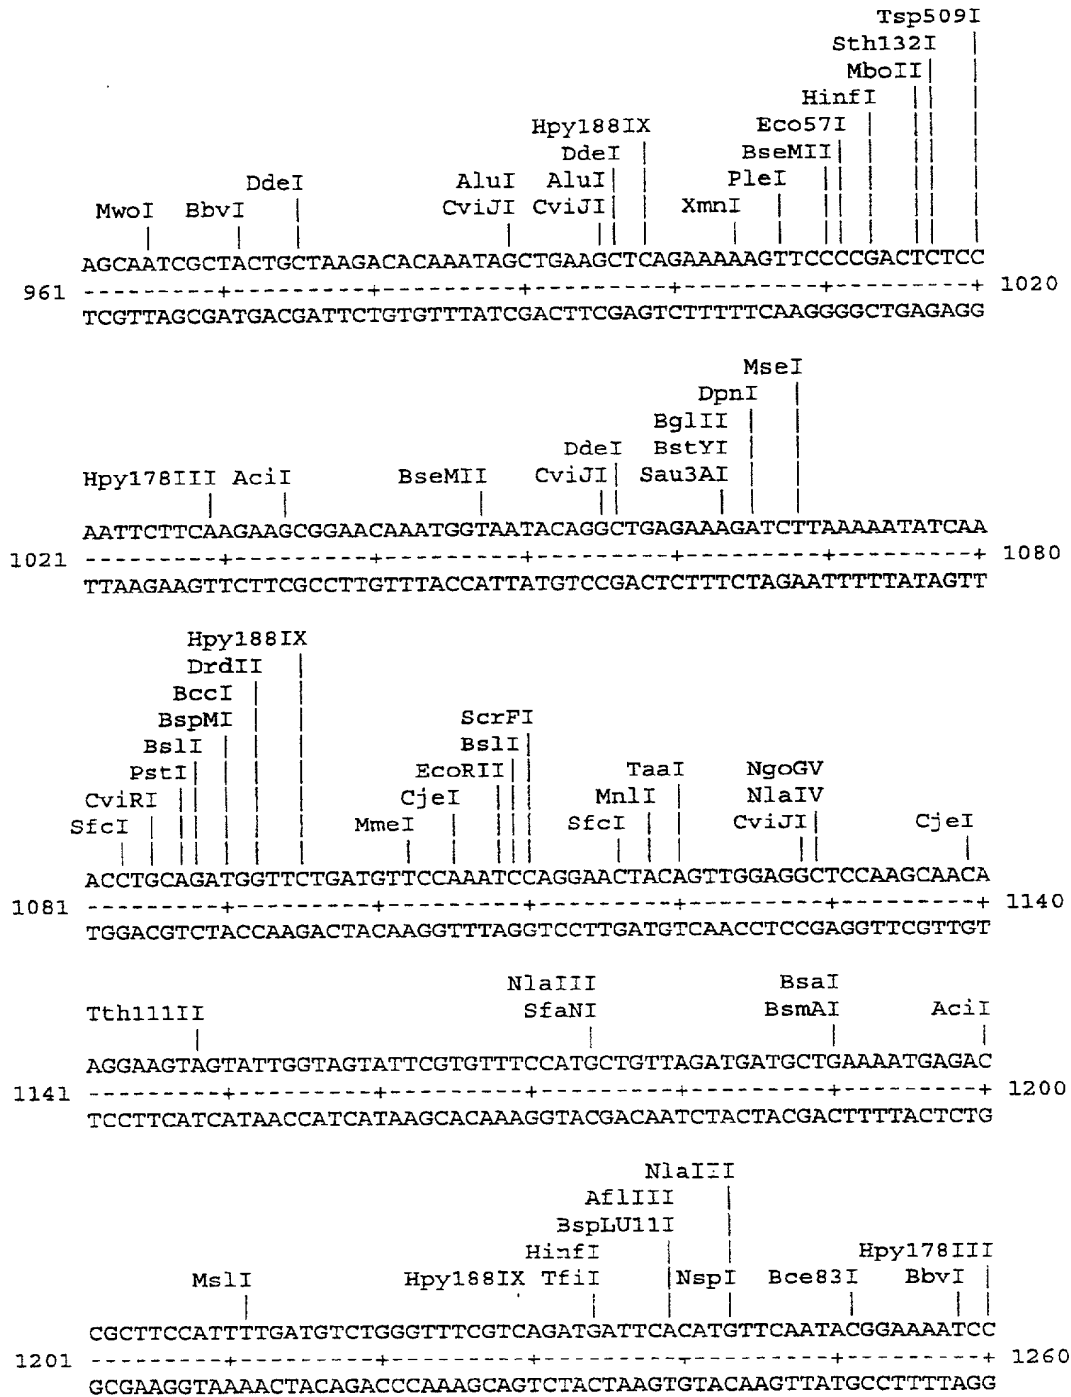 Tsp509I
Sth132I
MboII
HinfI
Hpy188IX Eco57I
DdeI BseMII
DdeI AluI AluI PleI
MwoI BbvI CviJI CviJI XmnI
AGCAATCGCTACTGCTAAGACACAAATAGCTGAAGCTCAGAAAAAGTTCCCCGACTCTCC
961 ---------+---------+---------+---------+---------+---------+ 1020
TCGTTAGCGATGACGATTCTGTGTTTATCGACTTCGAGTCTTTTTCAAGGGGCTGAGAGG
MseI
DpnI
BglII
DdeI BstYI
Hpy178III AciI BseMII CviJI Sau3AI
AATTCTTCAAGAAGCGGAACAAATGGTAATACAGGCTGAGAAAGATCTTAAAAATATCAA
1021 ---------+---------+---------+---------+---------+---------+ 1080
TTAAGAAGTTCTTCGCCTTGTTTACCATTATGTCCGACTCTTTCTAGAATTTTTATAGTT
Hpy188IX
DrdII
BccI
BspMI ScrFI
BslI BslI
PstI EcoRII TaaI NgoGV
CviRI CjeI MnlI NlaIV
SfcI MmeI SfcI CviJI CjeI
ACCTGCAGATGGTTCTGATGTTCCAAATCCAGGAACTACAGTTGGAGGCTCCAAGCAACA
1081 ---------+---------+---------+---------+---------+---------+ 1140
TGGACGTCTACCAAGACTACAAGGTTTAGGTCCTTGATGTCAACCTCCGAGGTTCGTTGT
NlaIII BsaI
Tth111II SfaNI BsmAI AciI
AGGAAGTAGTATTGGTAGTATTCGTGTTTCCATGCTGTTAGATGATGCTGAAAATGAGAC
1141 ---------+---------+---------+---------+---------+---------+ 1200
TCCTTCATCATAACCATCATAAGCACAAAGGTACGACAATCTACTACGACTTTTACTCTG
NlaIII
AflIII
BspLU11I
HinfI Hpy178III
MslI Hpy188IX TfiI NspI Bce83I BbvI
CGCTTCCATTTTGATGTCTGGGTTTCGTCAGATGATTCACATGTTCAATACGGAAAATCC
1201 ---------+---------+---------+---------+---------+---------+ 1260
GCGAAGGTAAAACTACAGACCCAAAGCAGTCTACTAAGTGTACAAGTTATGCCTTTTAGG